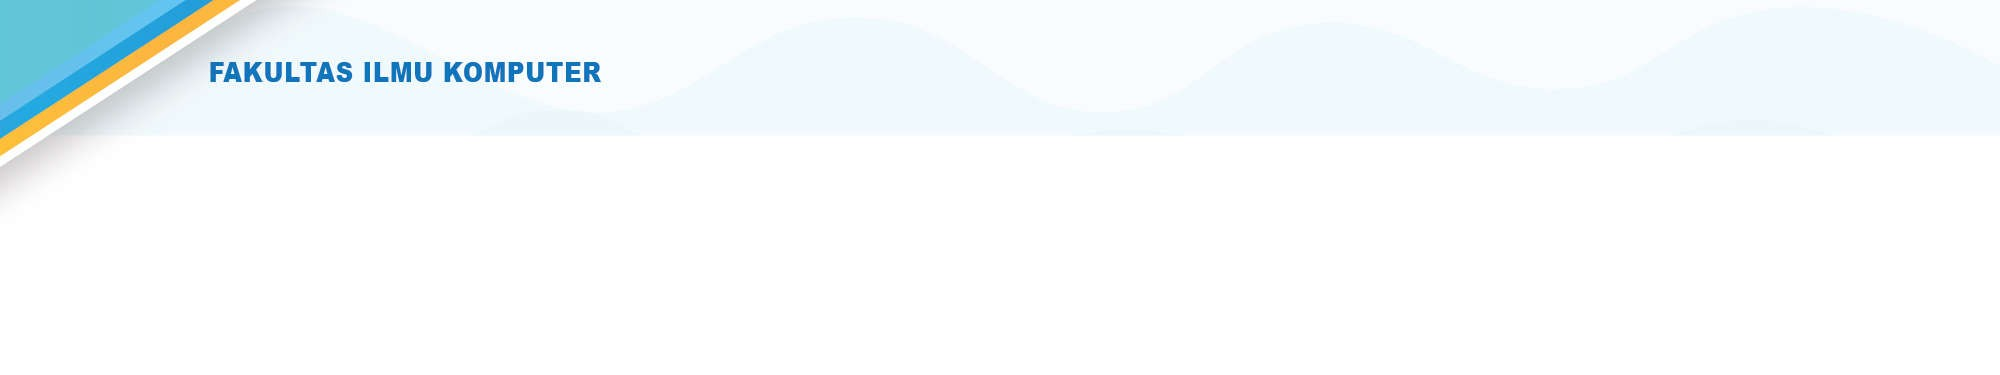 FAKULTAS ILMU KOMPUTER